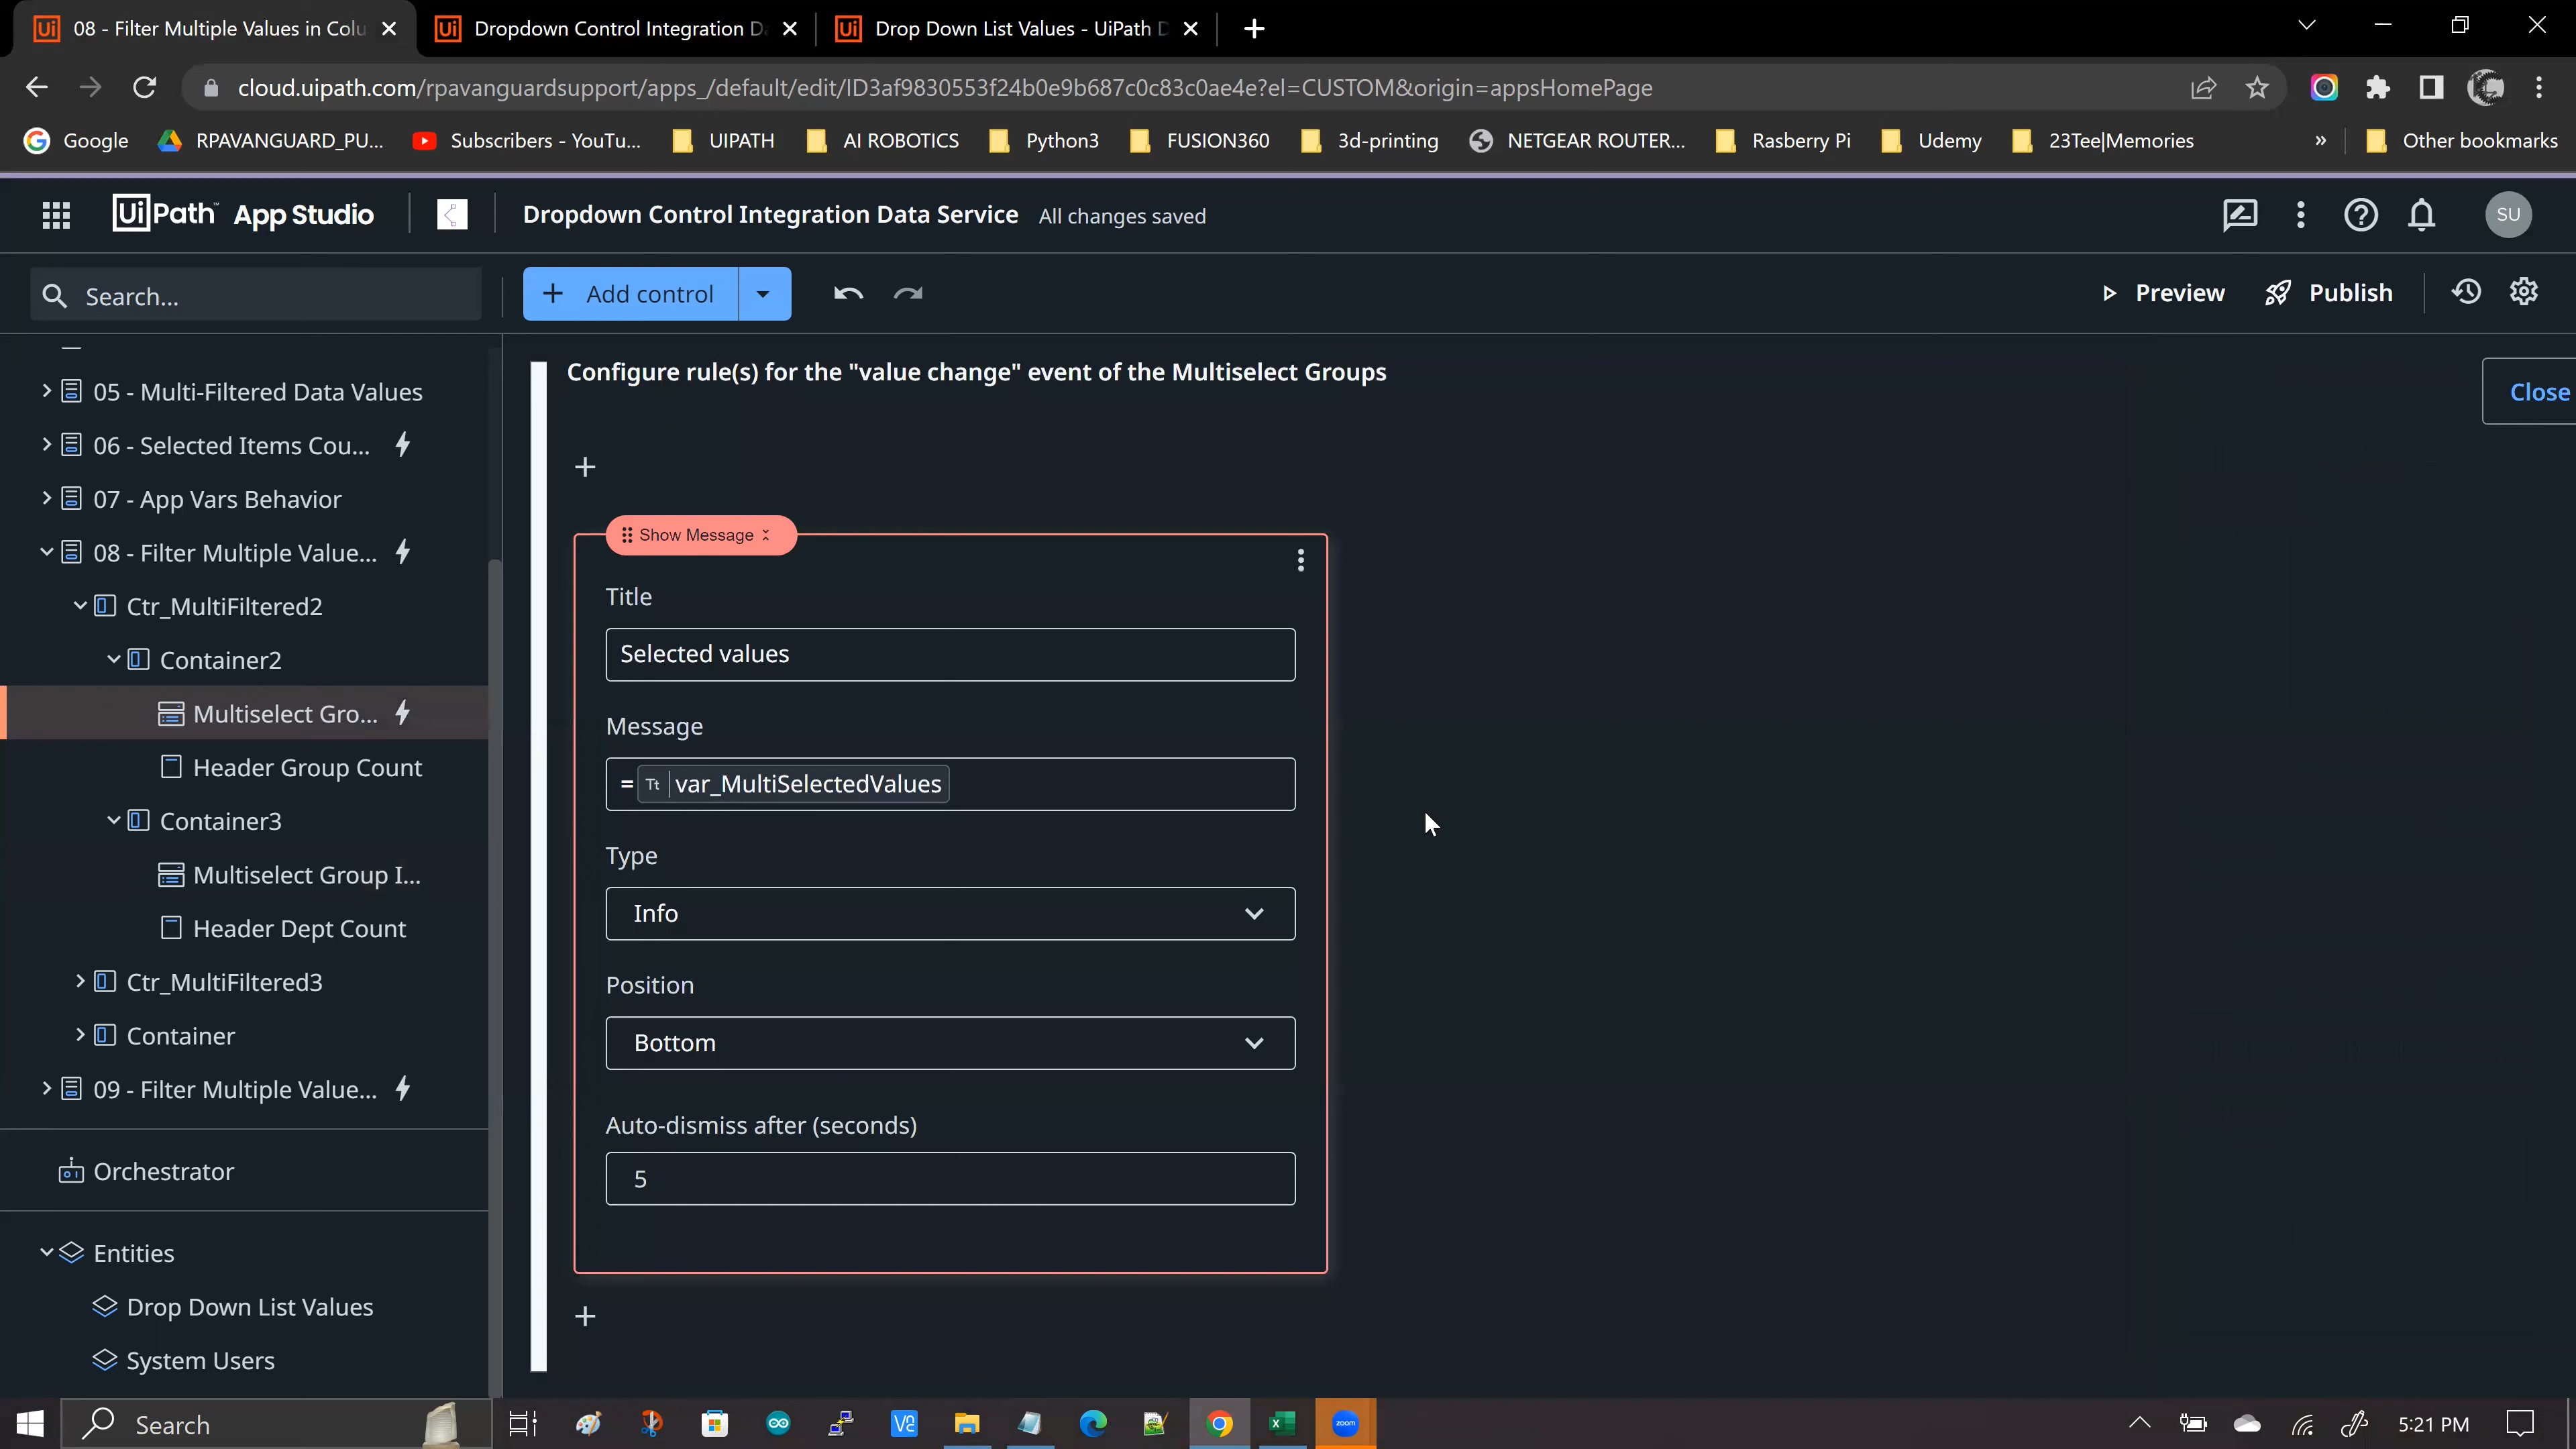 08 - Filter Multiple Values in Colu
Dropdown Control Integration Da
Drop Down List Values - UiPath D
cloud.uipath.com/rpavanguardsupport/apps_/default/edit/ID3af9830553f24b0e9b687c0c83c0ae4e?el=CUSTOM&origin=appsHomePage
Google
RPAVANGUARD_PU...
Subscribers - YouTu...
UIPATH
AI ROBOTICS
Python3
FUSION360
3d-printing
NETGEAR ROUTER...
Rasberry Pi
Udemy
23Tee|Memories
»
Other bookmarks
UiPath™ App Studio
Dropdown Control Integration Data Service
All changes saved
SU
Search...
+ Add control
Preview
Publish
05 - Multi-Filtered Data Values
06 - Selected Items Cou...
07 - App Vars Behavior
08 - Filter Multiple Value...
Ctr_MultiFiltered2
Container2
Multiselect Gro...
Header Group Count
Container3
Multiselect Group I...
Header Dept Count
Ctr_MultiFiltered3
Container
09 - Filter Multiple Value...
Orchestrator
Entities
Drop Down List Values
System Users
Configure rule(s) for the "value change" event of the Multiselect Groups
Close
+
Show Message
Title
Selected values
Message
= Tt var_MultiSelectedValues
Type
Info
Position
Bottom
Auto-dismiss after (seconds)
5
+
Search
zoom
5:21 PM